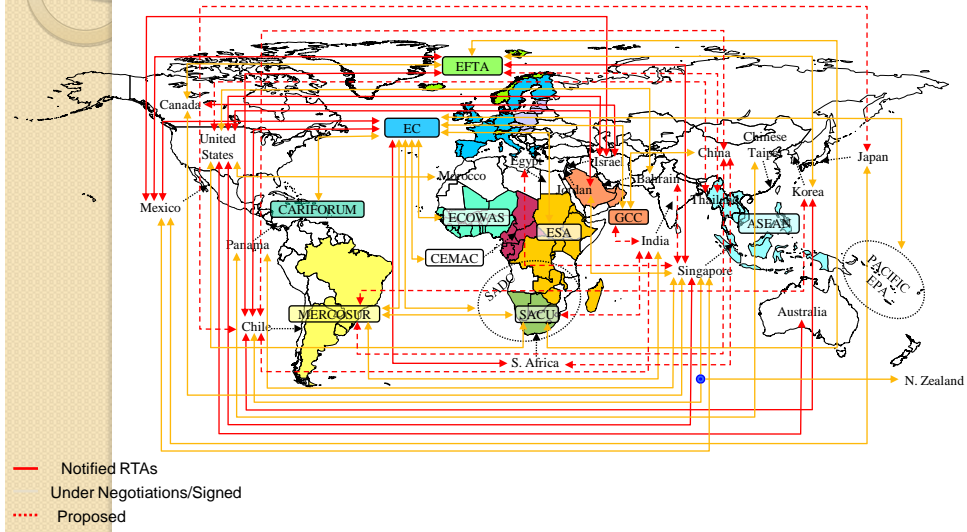 EFTA
Canada
EC
United
States
Chinese
Taipei
China
Japan
Egypt
Israel
Morocco
Bahrain
Jordan
Thailand
Korea
Mexico
CARIFORUM
ECOWAS
GCC
ASEAN
Panama
ESA
India
CEMAC
Singapore
PACIFIC
EPA
SADC
MERCOSUR
SACU
Australia
Chile
S. Africa
N. Zealand
Notified RTAs
Under Negotiations/Signed
Proposed